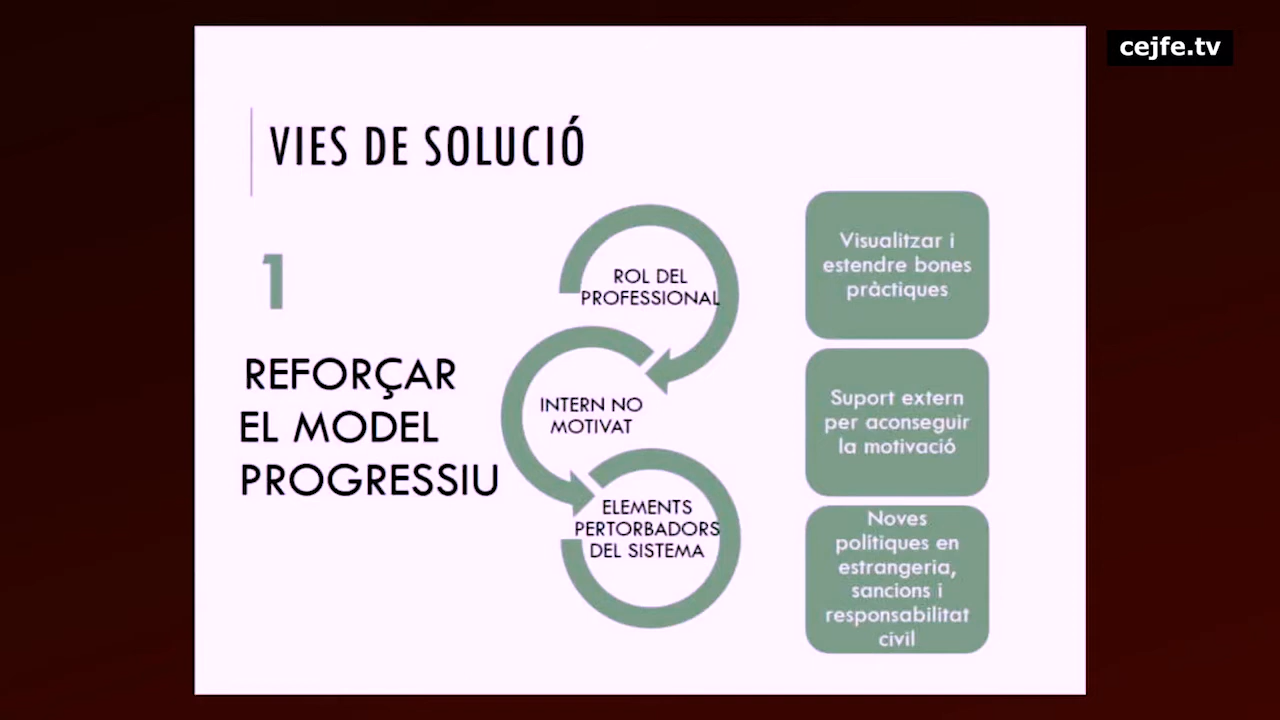 cejfe.tv
VIES DE SOLUCIÓ
1
REFORÇAR
EL MODEL
PROGRESSIU
ROL DEL
PROFESSIONAL
INTERN NO
MOTIVAT
ELEMENTS
PERTORBADORS
DEL SISTEMA
Visualitzar i
estendre bones
pràctiques
Suport extern
per aconseguir
la motivació
Noves
polítiques en
estrangeria,
sancions i
responsabilitat
civil